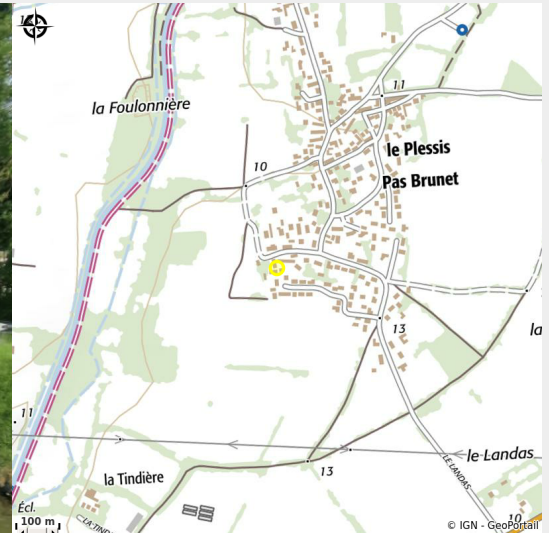 11
la Foulonnière
le Plessis
Pas Brunet
10
13
la
11
le Landas
LE LANDAS
13
la Tindière
Écl.
10
100 m
© IGN - GeoPortail